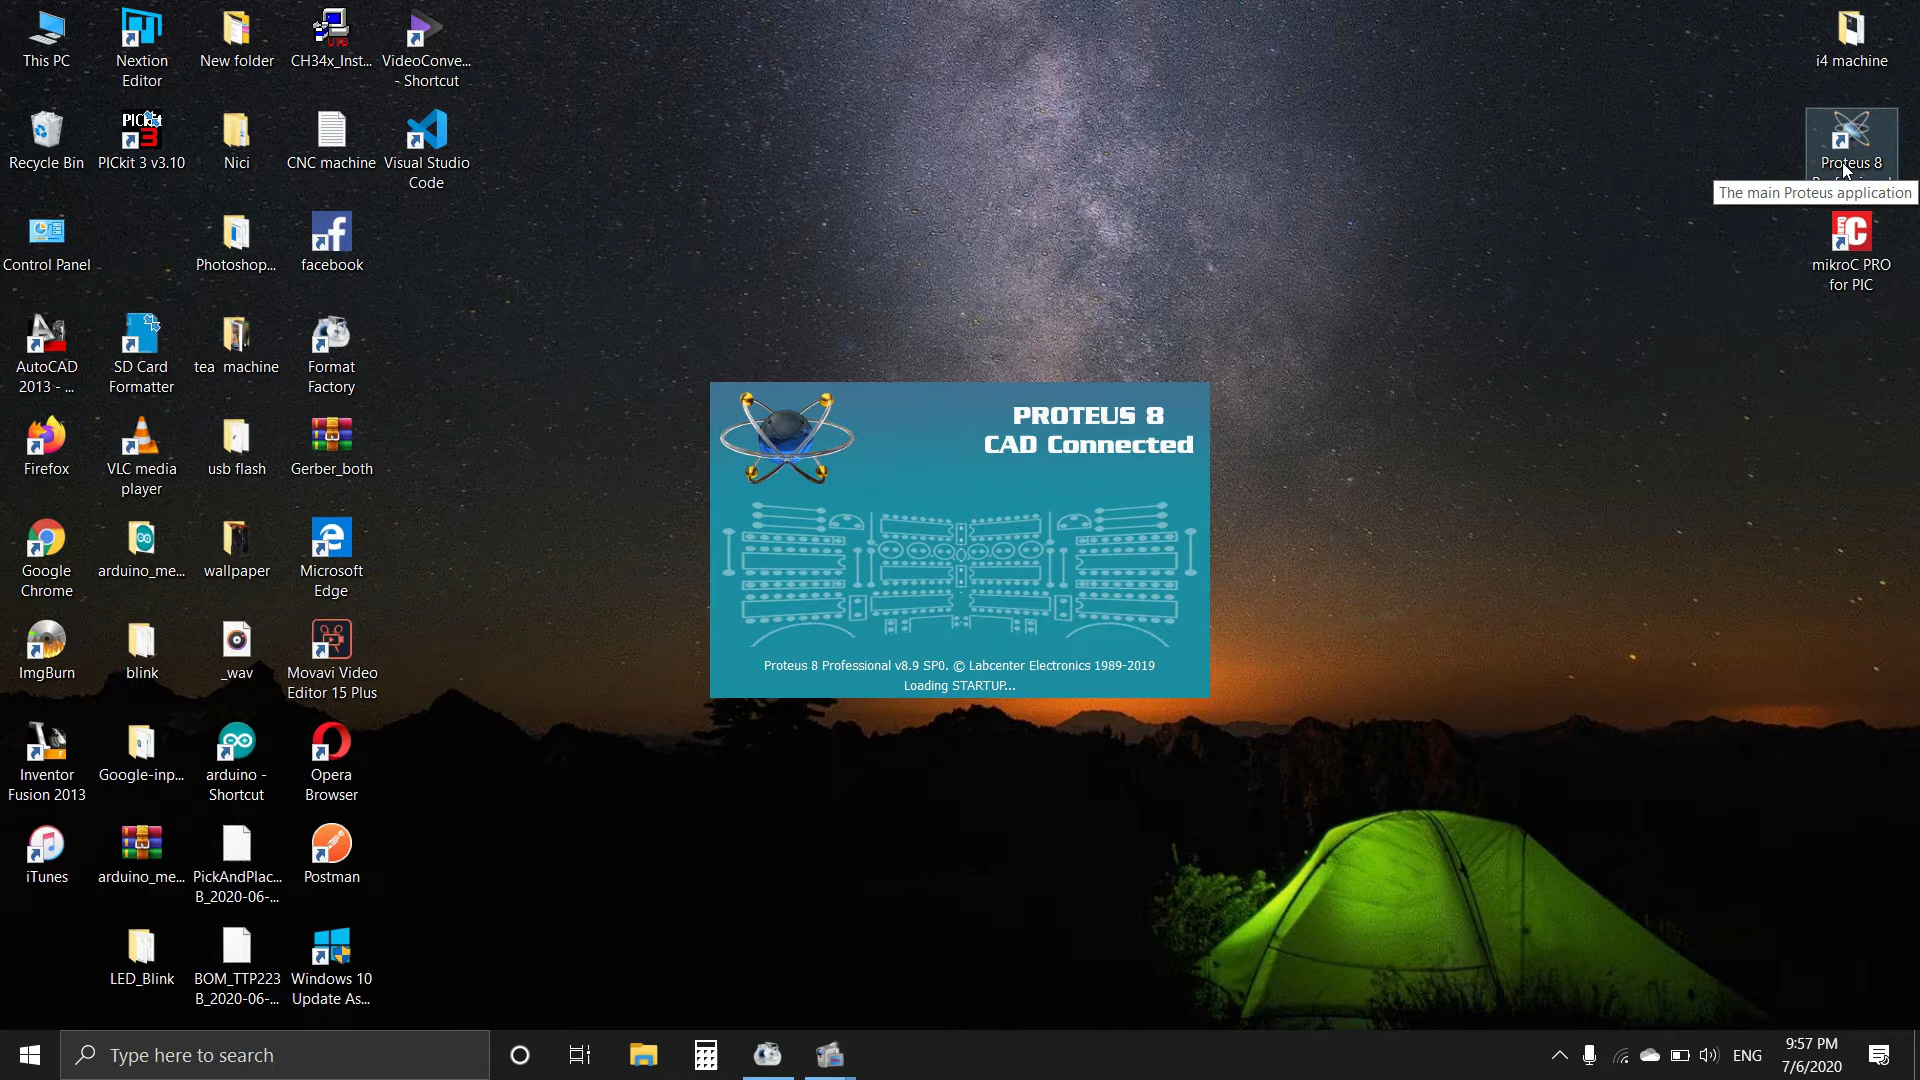 This PC
Nextion
Editor
New folder
CH34x_Inst...
VideoConve...
- Shortcut
i4 machine
Recycle Bin
PICkit
3
PICkit 3 v3.10
Nici
CNC machine
Visual Studio
Code
Proteus 8
The main Proteus application
Control Panel
Photoshop...
facebook
mikroC PRO
for PIC
AutoCAD
2013 - ...
SD Card
Formatter
tea machine
Format
Factory
Firefox
VLC media
player
usb flash
Gerber_both
PROTEUS 8
CAD Connected
Proteus 8 Professional v8.9 SP0. © Labcenter Electronics 1989-2019
Loading STARTUP...
Google
Chrome
arduino_me...
wallpaper
Microsoft
Edge
ImgBurn
blink
_wav
Movavi Video
Editor 15 Plus
Inventor
Fusion 2013
Google-inp...
arduino -
Shortcut
Opera
Browser
iTunes
arduino_me...
PickAndPlac...
B_2020-06-...
Postman
LED_Blink
BOM_TTP223
B_2020-06-...
Windows 10
Update As...
Type here to search
ENG
9:57 PM
7/6/2020